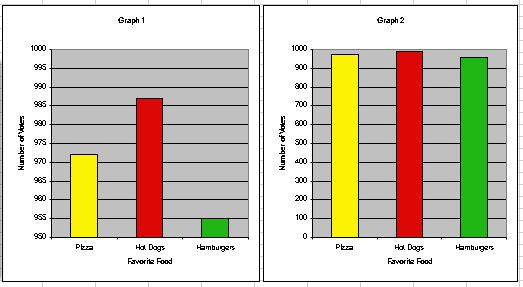 Graph 1
Number of Votes
1000
995
990
985
980
975
970
965
960
955
950
Pizza Hot Dogs Hamburgers
Favorite Food
Graph 2
Number of Votes
1000
900
800
700
600
500
400
300
200
100
0
Pizza Hot Dogs Hamburgers
Favorite Food